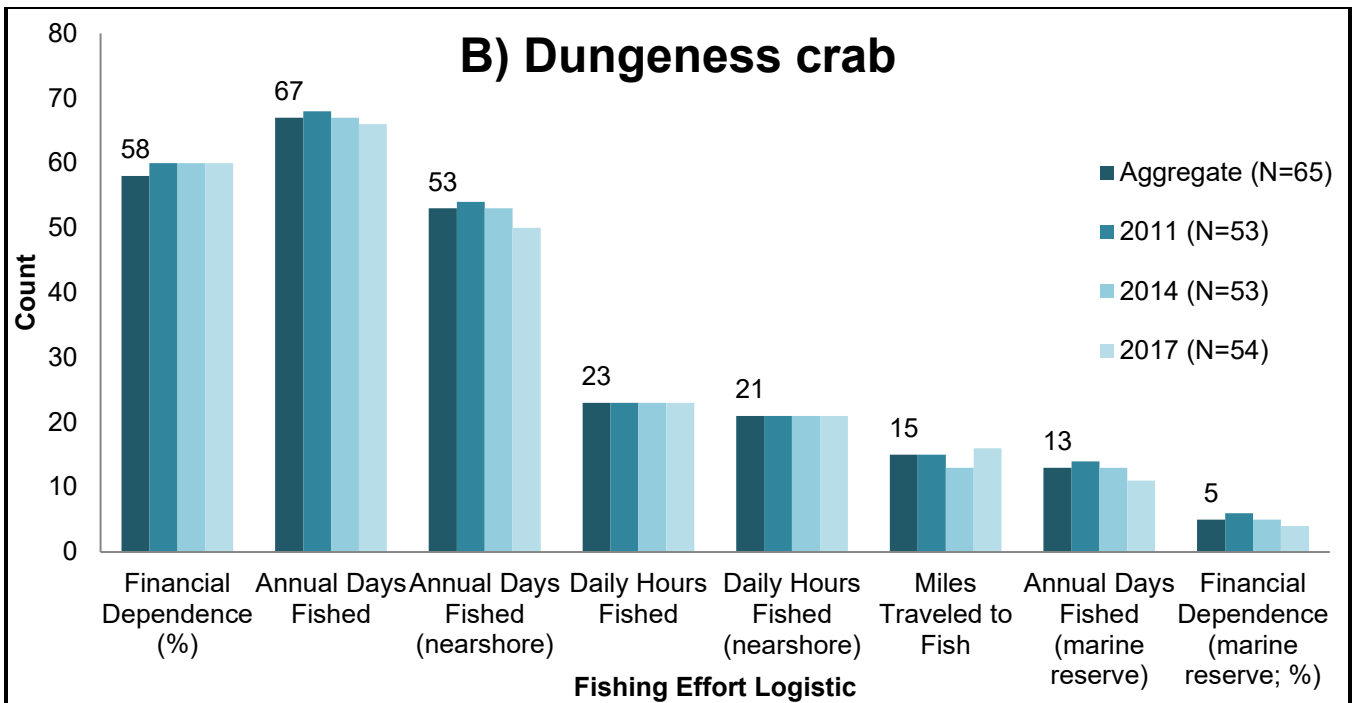 B) Dungeness crab
80
70
60
50
40
30
20
10
0
Count
58
67
53
23
21
15
13
5
Aggregate (N=65)
2011 (N=53)
2014 (N=53)
2017 (N=54)
Financial
Dependence
(%)
Annual Days
Fished
Annual Days
Fished
(nearshore)
Daily Hours
Fished
Daily Hours
Fished
(nearshore)
Miles
Traveled to
Fish
Annual Days
Fished
(marine
reserve)
Financial
Dependence
(marine
reserve; %)
Fishing Effort Logistic